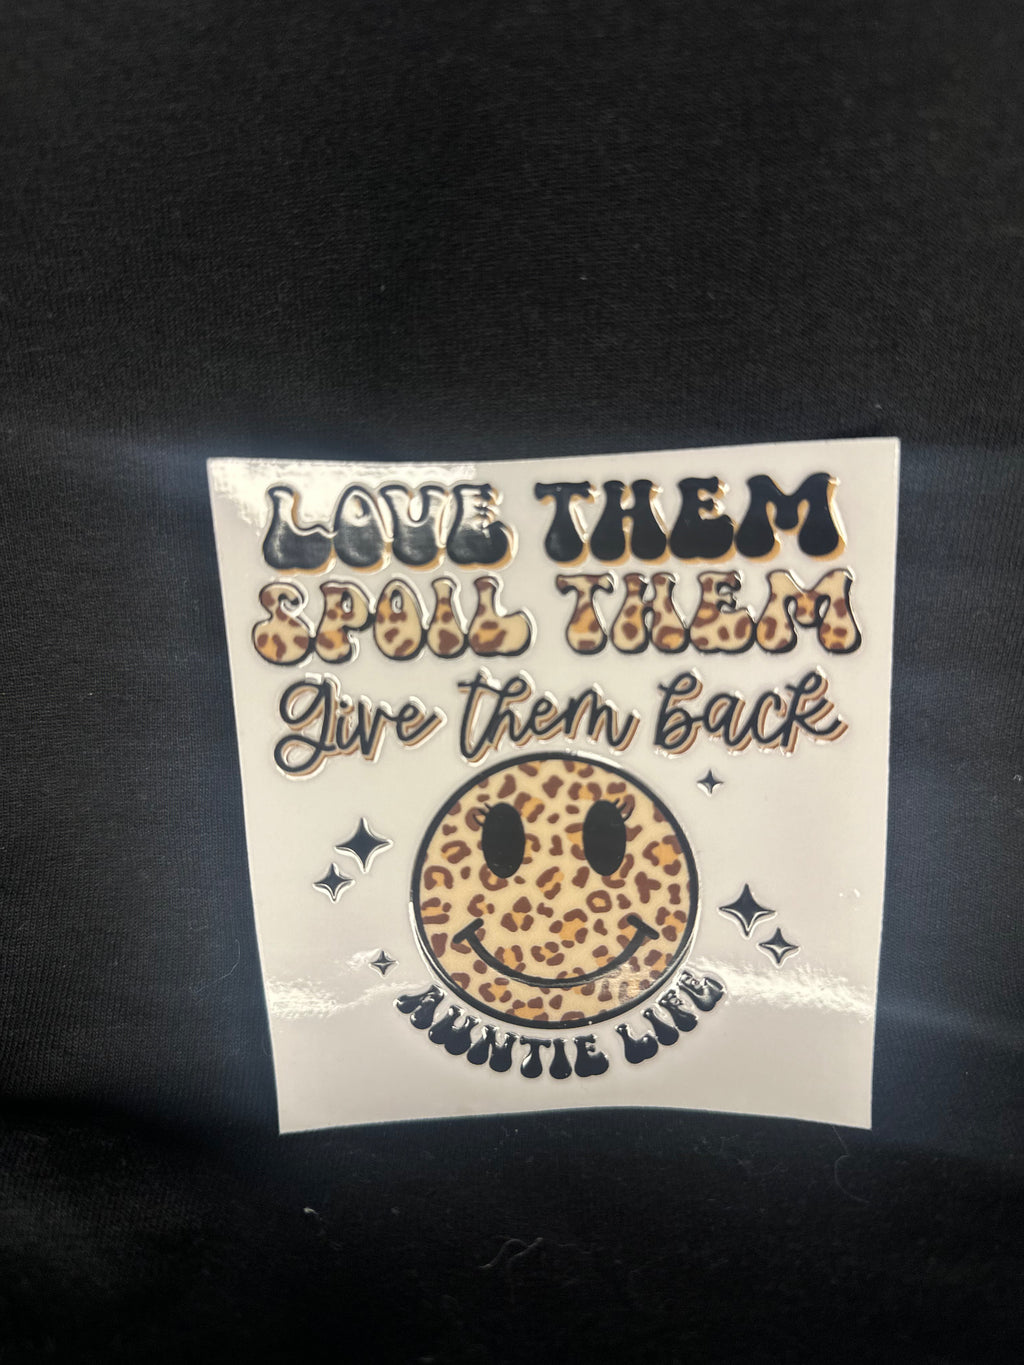 LOVE THEM
SPOIL THEM
give them back
AUNTIE LIFE